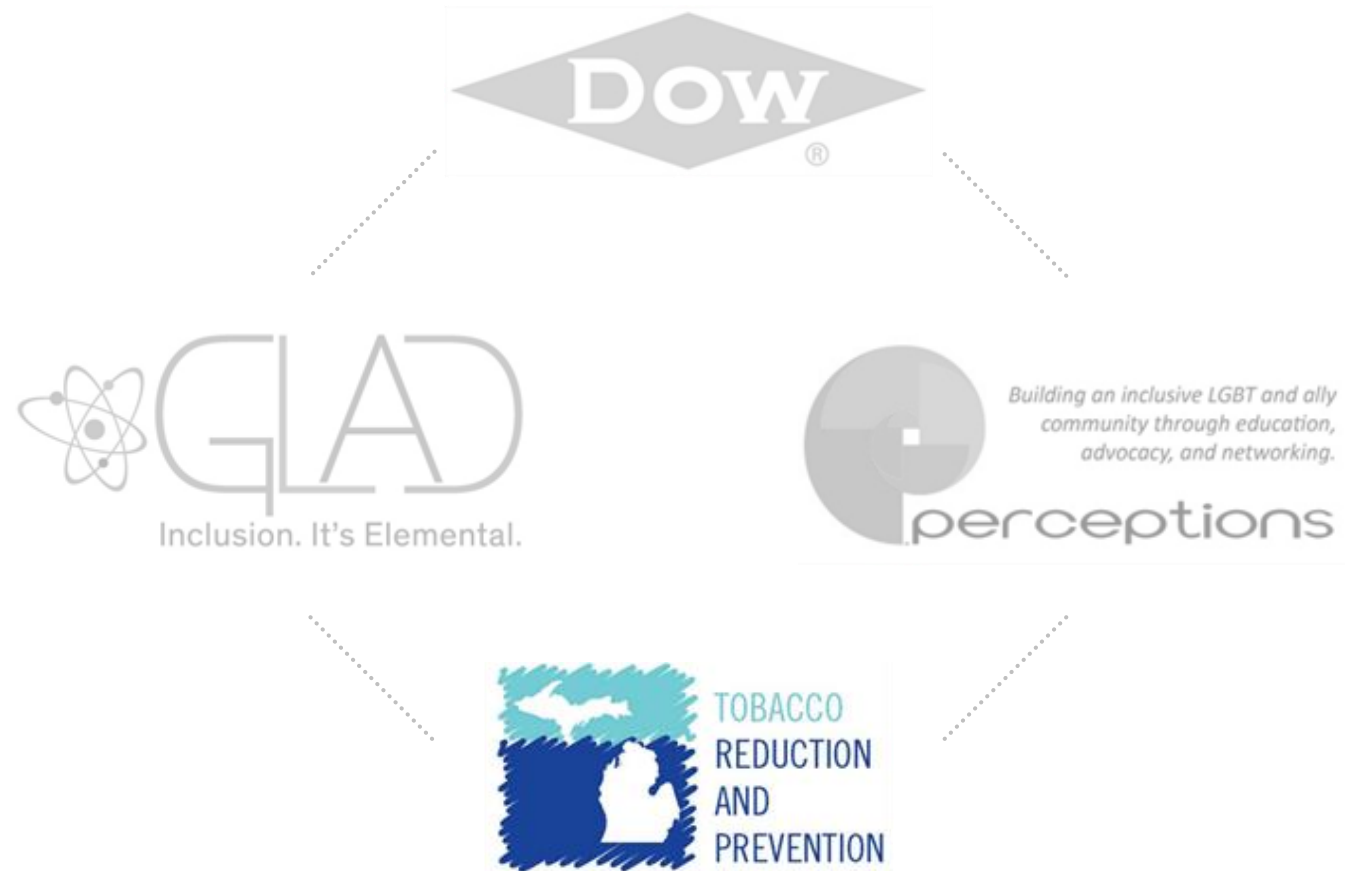 DOW
®
GLAD
Inclusion. It's Elemental.
Building an inclusive LGBT and ally
community through education,
advocacy, and networking.
perceptions
TOBACCO
REDUCTION
AND
PREVENTION